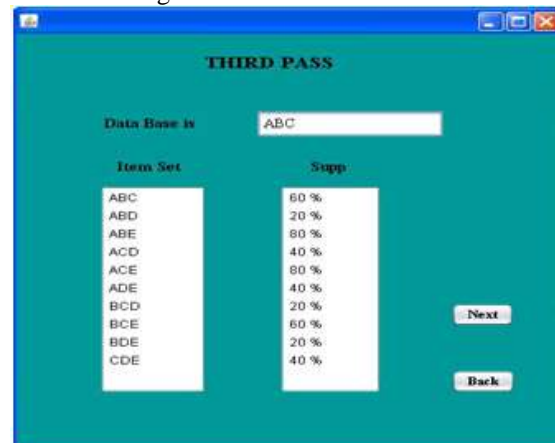 THIRD PASS
Data Base is ABC
Item Set Supp
ABC 60 %
ABD 20 %
ABE 80 %
ACD 40 %
ACE 80 %
ADE 40 %
BCD 20 %
BCE 60 %
BDE 20 %
CDE 40 %
Next
Back